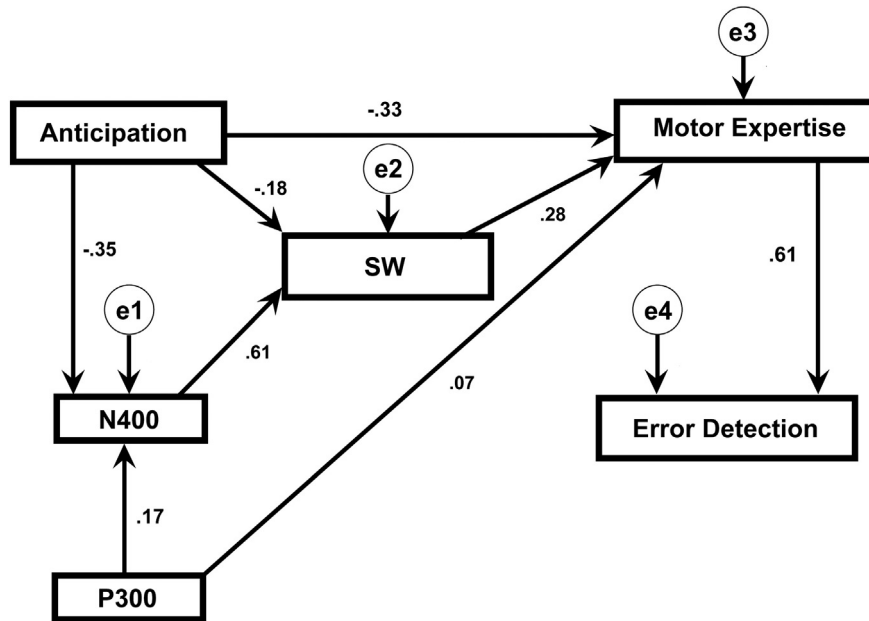 e3
-.33
Anticipation
Motor Expertise
e2
-.18
.28
-.35
SW
.61
e1
e4
.61
.07
N400
Error Detection
.17
P300